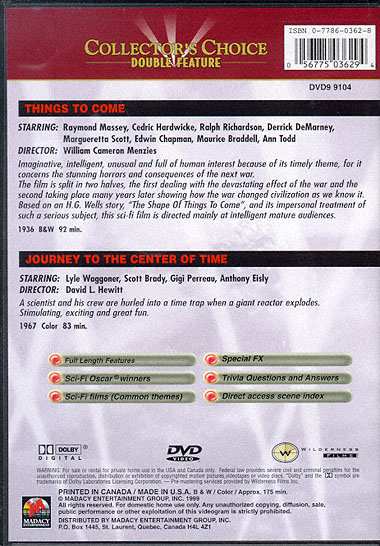 COLLECTOR'S CHOICE
DOUBLE FEATURE
ISBN 0-7786-0362-8
0 56775 03629 4
DVD9 9104
THINGS TO COME
STARRING: Raymond Massey, Cedric Hardwicke, Ralph Richardson, Derrick DeMarney,
Margueretta Scott, Edwin Chapman, Maurice Braddell, Ann Todd
DIRECTOR: William Cameron Menzies
Imaginative, intelligent, unusual and full of human interest because of its timely theme, for it
concerns the stunning horrors and consequences of the next war.
The film is split in two halves, the first dealing with the devastating effect of the war and the
second taking place many years later showing how the war changed civilization as we know it.
Based on an H.G. Wells story, "The Shape Of Things To Come", and its impersonal treatment of
such a serious subject, this sci-fi film is directed mainly at intelligent mature audiences.
1936 B&W 92 min.
JOURNEY TO THE CENTER OF TIME
STARRING: Lyle Waggoner, Scott Brady, Gigi Perreau, Anthony Eisly
DIRECTOR: David L. Hewitt
A scientist and his crew are hurled into a time trap when a giant reactor explodes.
Stimulating, exciting and great fun.
1967 Color 83 min.
Full Length Features
Special FX
Sci-Fi Oscar™ winners
Trivia Questions and Answers
Sci-Fi films (Common themes)
Direct access scene index
DOLBY DIGITAL
DVD VIDEO
W WILDERNESS FILMS
WARNING: For sale or rental for private home use in the USA and Canada only. Federal law provides severe civil and criminal penalties for the
unauthorized reproduction, distribution or exhibition of copyrighted motion pictures, videotapes or video discs. "Dolby" and the symbol are
trademarks of Dolby Laboratories Licensing Corporation. — Pre-mastering services provided by Wilderness Films.
PRINTED IN CANADA / MADE IN U.S.A. B & W / Color / Approx. 175 min.
© MADACY ENTERTAINMENT GROUP, INC. 1999
All rights reserved. For domestic home use only. Any unauthorized copying, diffusion, sale,
public performance or other exploitation of this videogram is strictly prohibited.
DISTRIBUTED BY MADACY ENTERTAINMENT GROUP, INC.
P.O. Box 1445, St. Laurent, Quebec, Canada H4L 4Z1
MADACY
ENTERTAINMENT